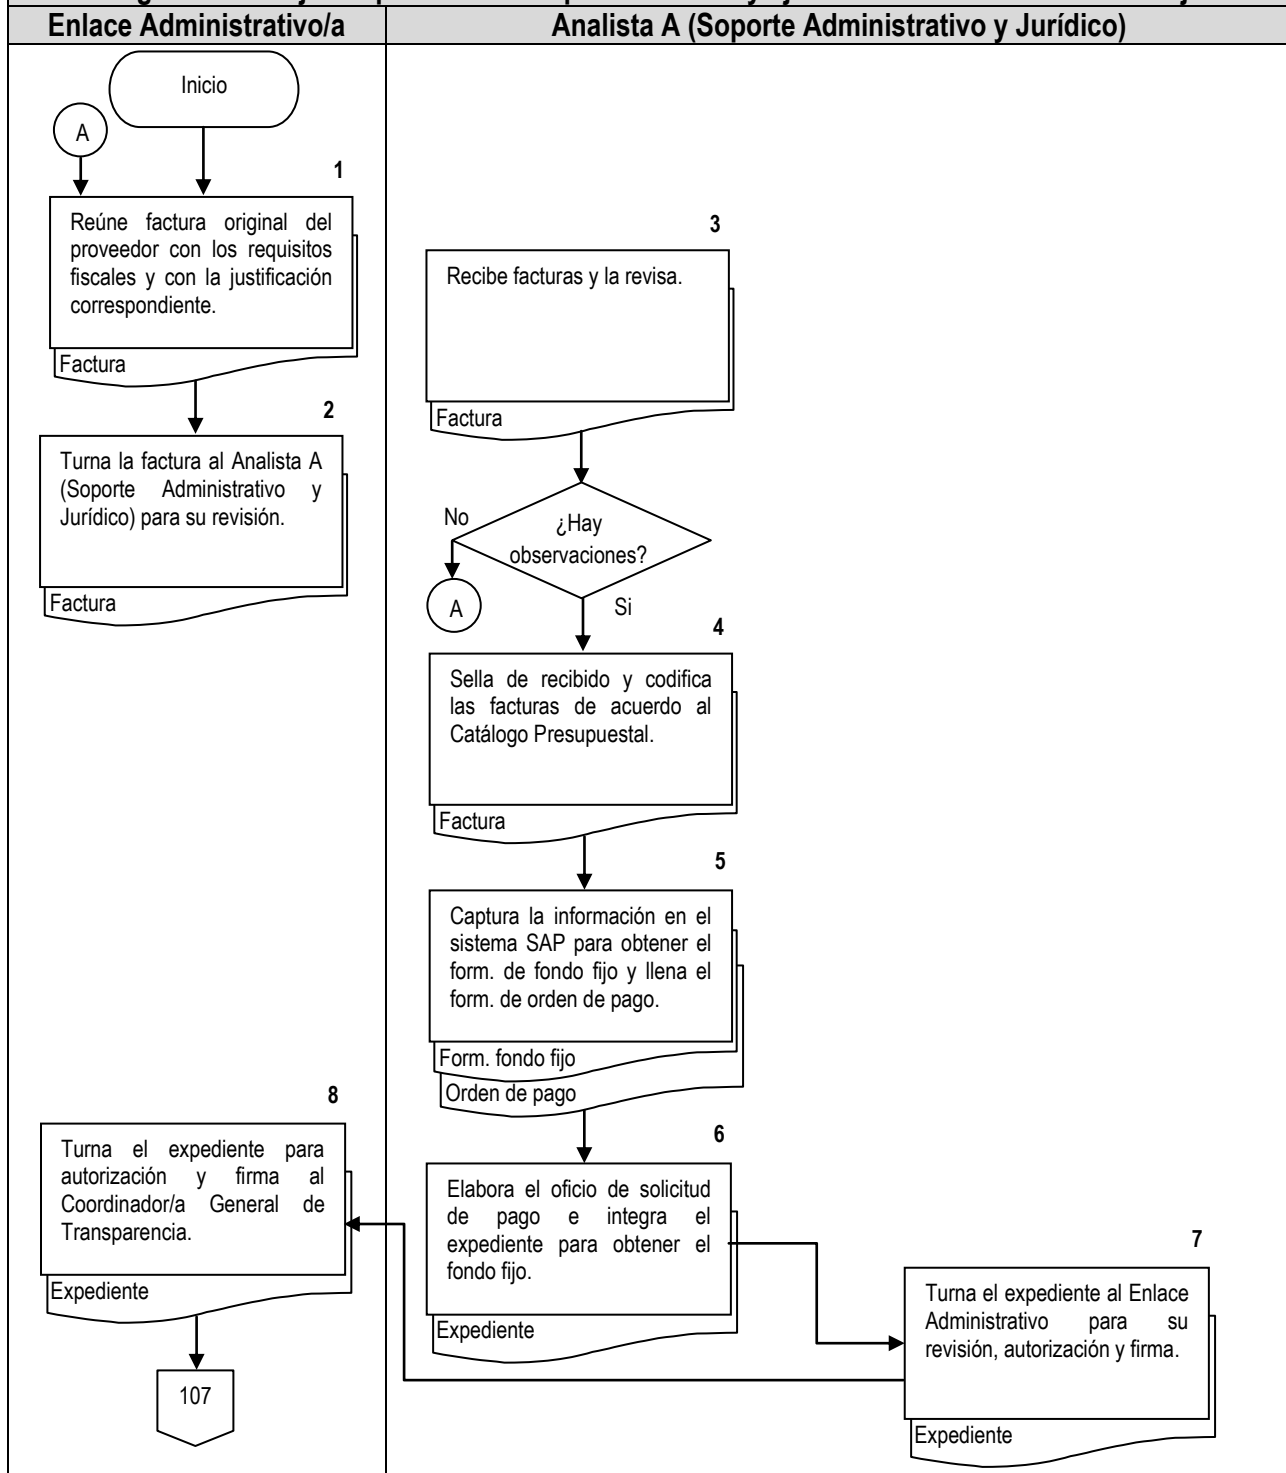 Enlace Administrativo/a
Analista A (Soporte Administrativo y Jurídico)
Inicio
A
1
Reúne factura original del
proveedor con los requisitos
fiscales y con la justificación
correspondiente.
Factura
2
Turna la factura al Analista A
(Soporte Administrativo y
Jurídico) para su revisión.
Factura
3
Recibe facturas y la revisa.
Factura
¿Hay
observaciones?
No
A
Si
4
Sella de recibido y codifica
las facturas de acuerdo al
Catálogo Presupuestal.
Factura
5
Captura la información en el
sistema SAP para obtener el
form. de fondo fijo y llena el
form. de orden de pago.
Form. fondo fijo
Orden de pago
6
Elabora el oficio de solicitud
de pago e integra el
expediente para obtener el
fondo fijo.
Expediente
7
Turna el expediente al Enlace
Administrativo para su
revisión, autorización y firma.
Expediente
8
Turna el expediente para
autorización y firma al
Coordinador/a General de
Transparencia.
Expediente
107